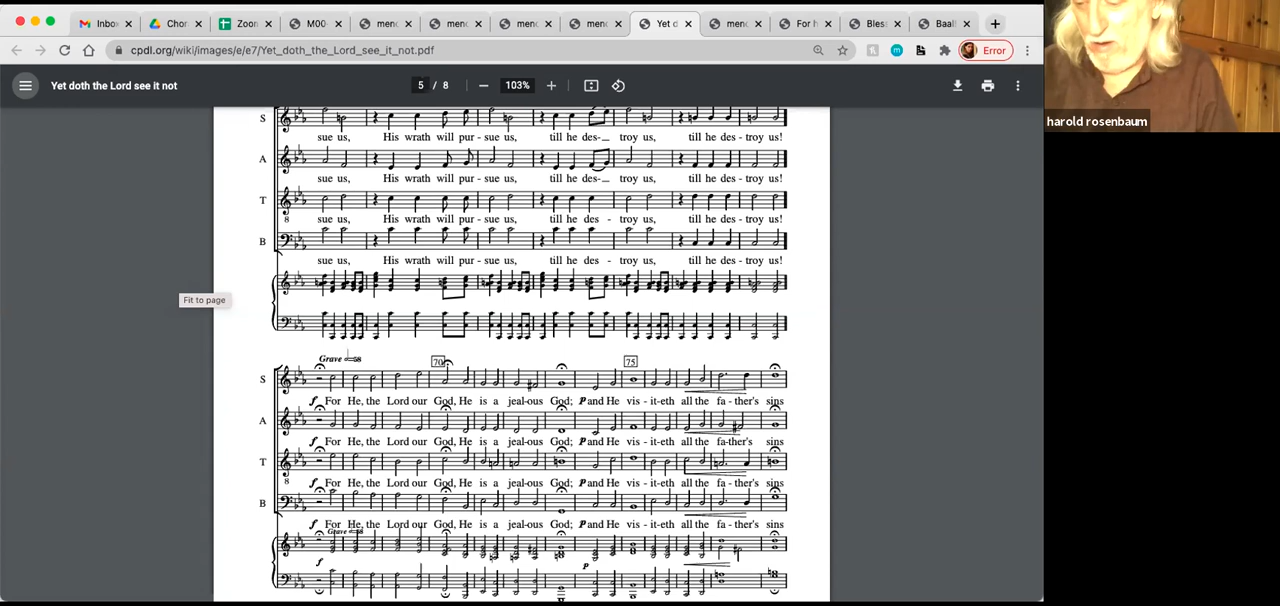 Inbo
Chor
Zoon
M00-
menc
menc
menc
menc
Yet d
menc
For h
Bless
Baal
cpdl.org/wiki/images/e/e7/Yet_doth_the_Lord_see_it_not.pdf
Error
Yet doth the Lord see it not
5 / 8
103%
harold rosenbaum
S
sue us, His wrath will pur - sue us, till he des- troy us, till he des - troy us!
A
sue us, His wrath will pur - sue us, till he des- troy us, till he des - troy us!
T
8
sue us, His wrath will pur - sue us, till he des - troy us, till he des - troy us!
B
sue us, His wrath will pur - sue us, till he des - troy us, till he des - troy us!
Fit to page
Grave
70
75
S
f For He, the Lord our God, He is a jeal-ous God; p and He vis - it-eth all the fa - ther's sins
A
f For He, the Lord our God, He is a jeal-ous God; p and He vis - it-eth all the fa-ther's sins
T
8
f For He, the Lord our God, He is a jeal-ous God; p and He vis - it-eth all the fa - ther's sins
B
f For He, the Lord our God, He is a jeal-ous God; p and He vis - it-eth all the fa - ther's sins
Grave
f
p